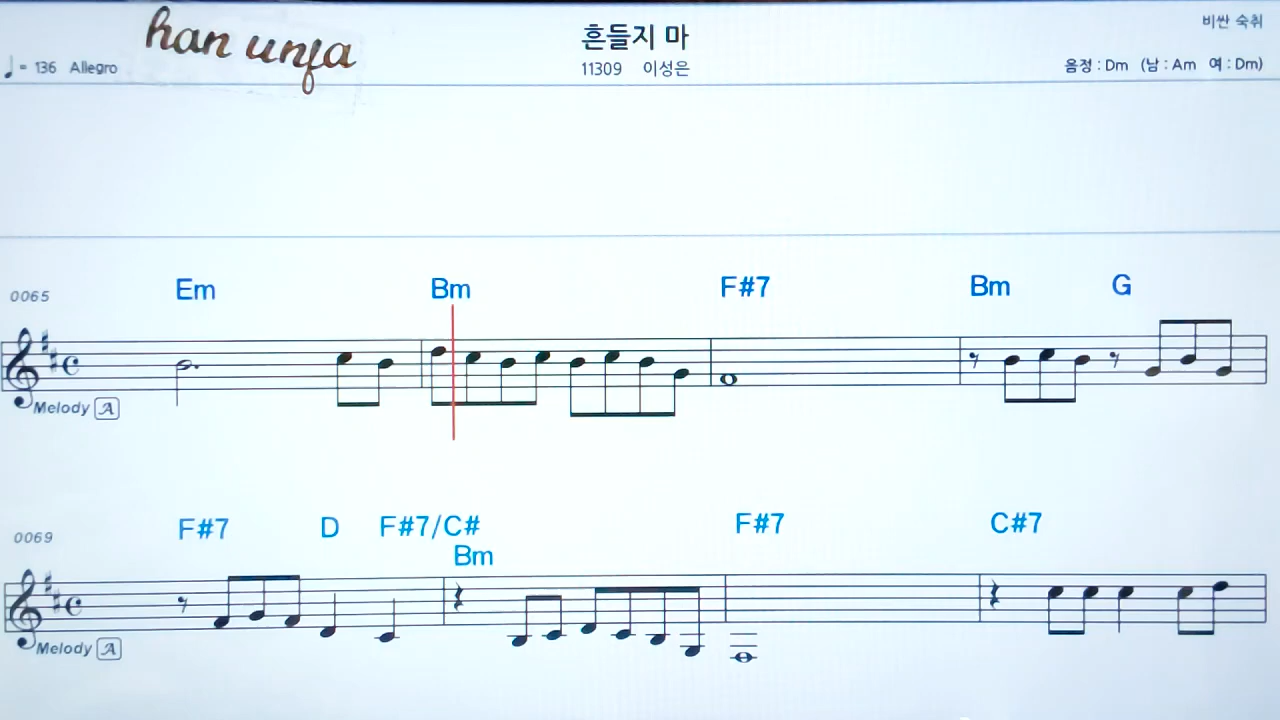 han unfa
흔들지 마
비싼 숙취
♩= 136 Allegro
11309 이성은
음정 : Dm (남 : Am 여 : Dm)
0065 Em Bm F#7 Bm G
Melody A
0069 F#7 D F#7/C# F#7 C#7
Bm
Melody A